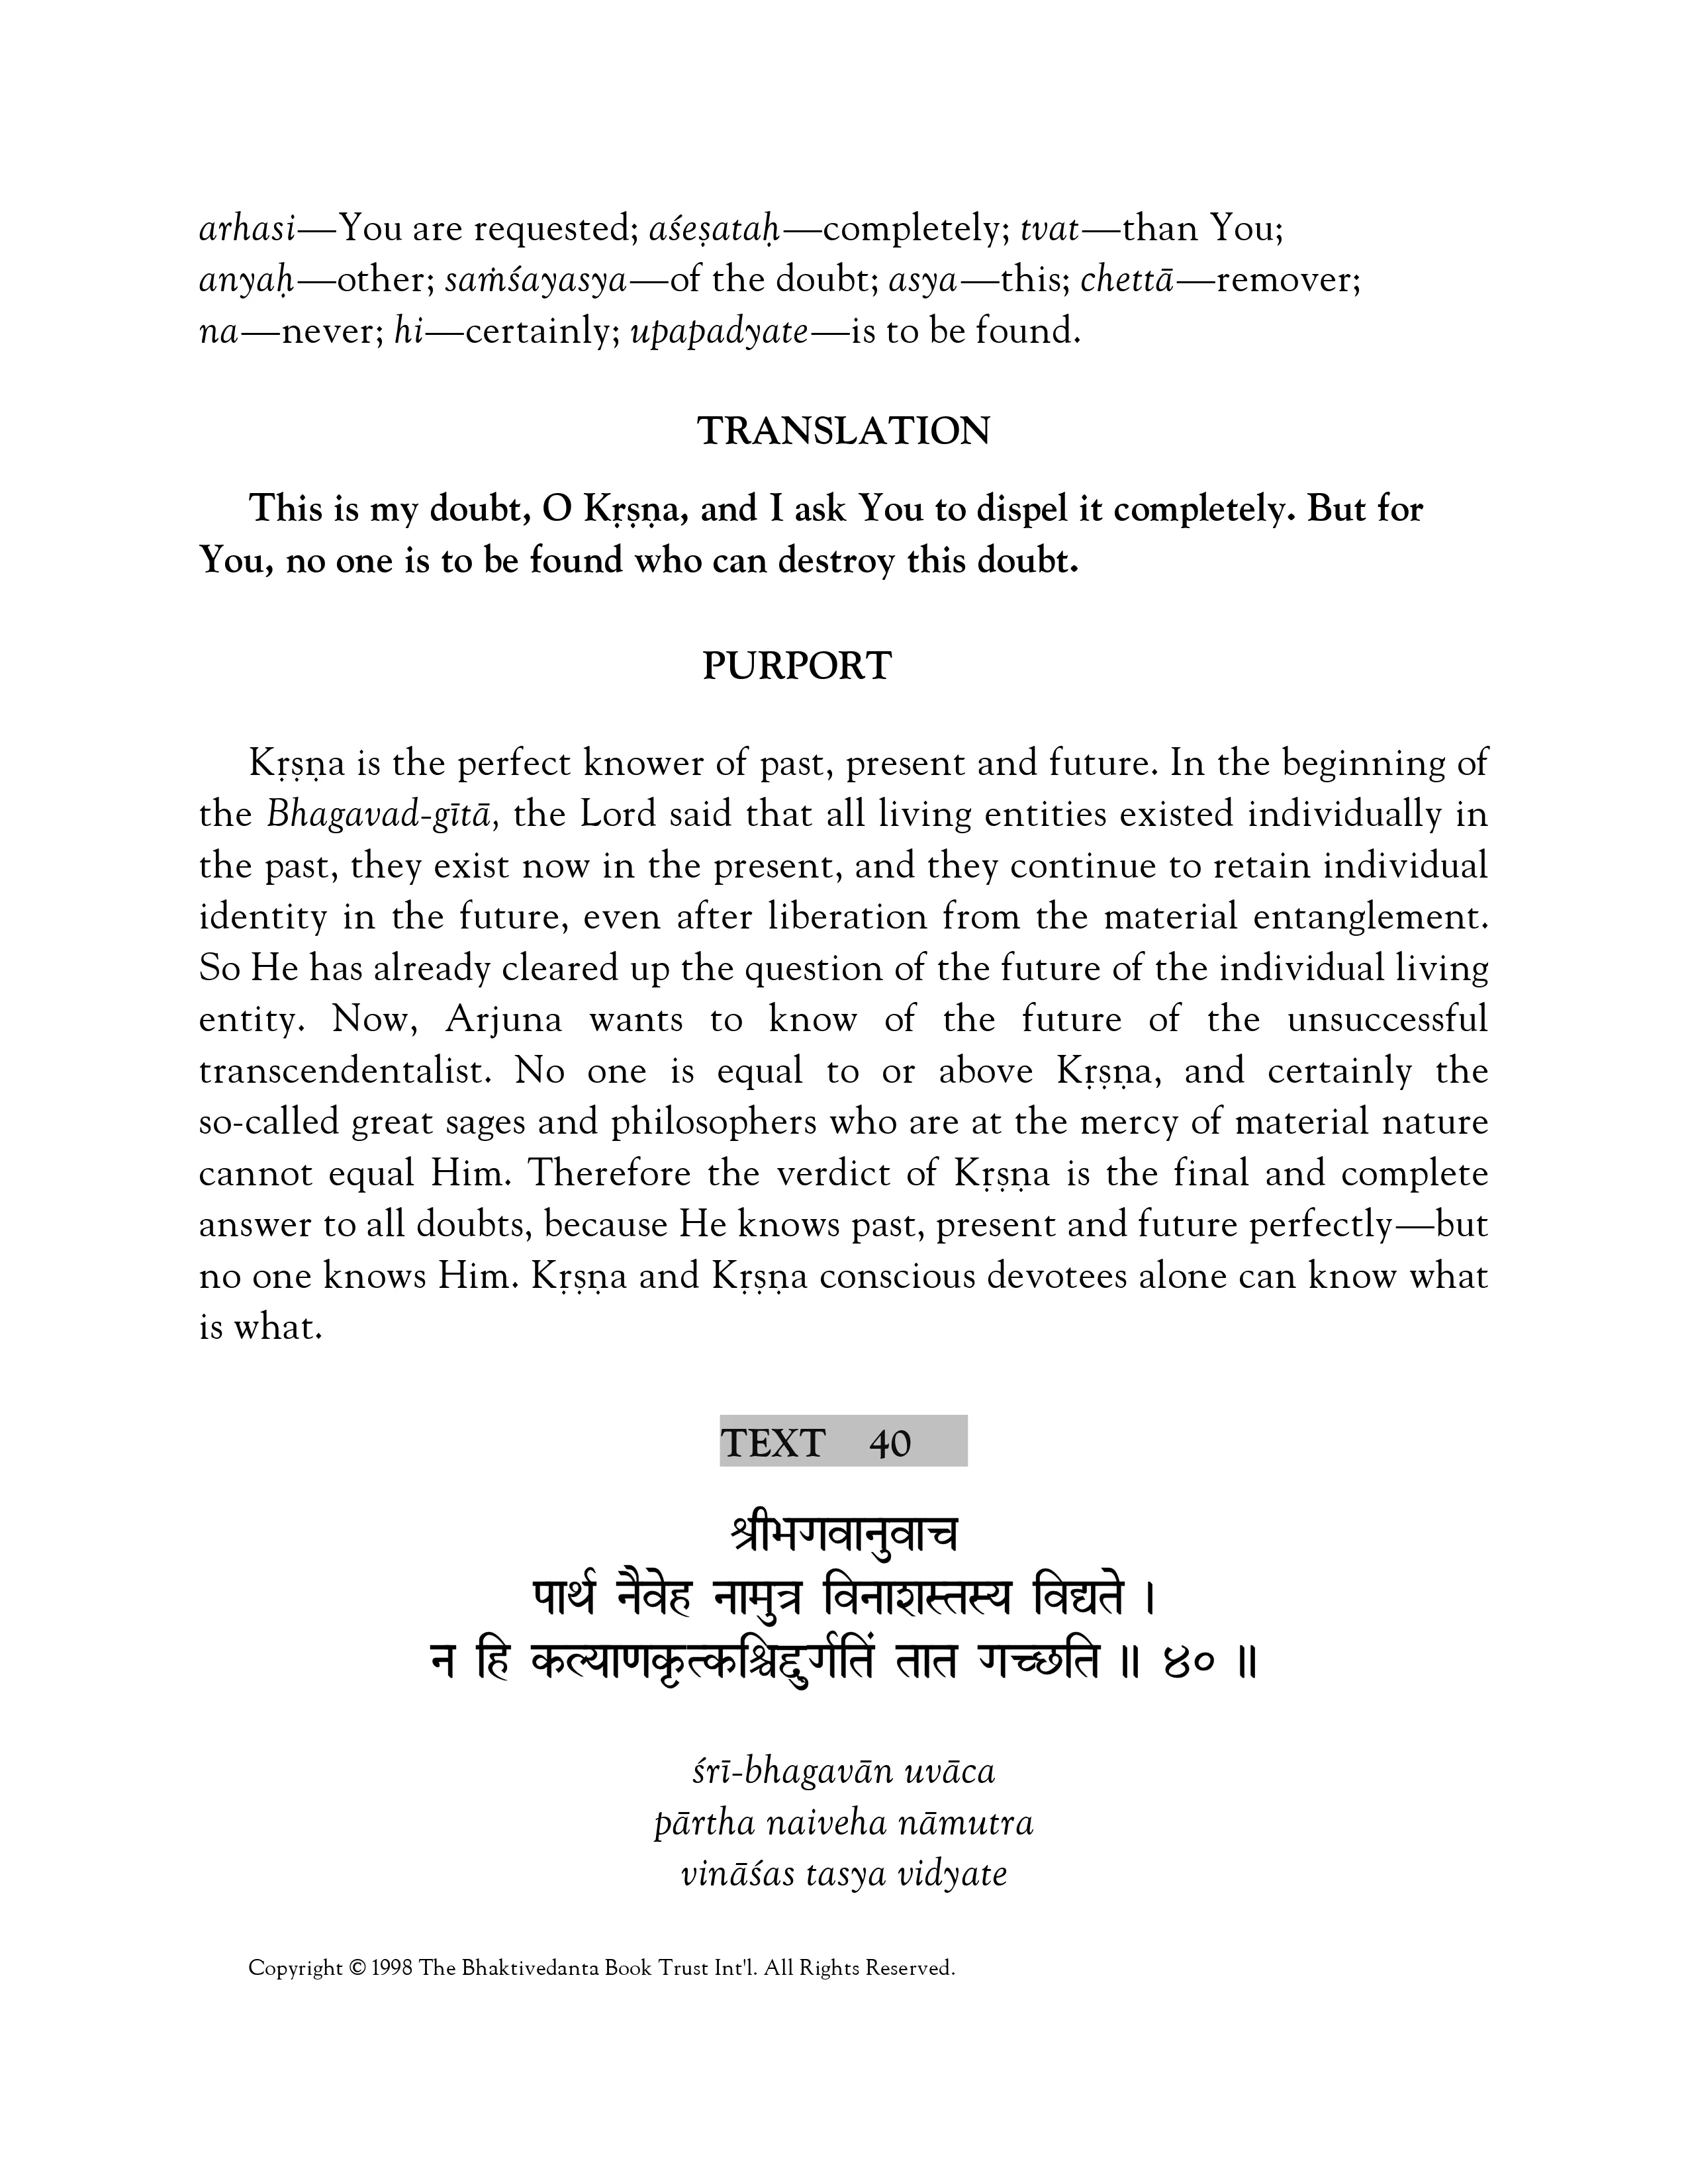 arhasi—You are requested; aśeṣataḥ—completely; tvat—than You;
anyaḥ—other; saṁśayasya—of the doubt; asya—this; chettā—remover;
na—never; hi—certainly; upapadyate—is to be found.
TRANSLATION
This is my doubt, O Kṛṣṇa, and I ask You to dispel it completely. But for
You, no one is to be found who can destroy this doubt.
PURPORT
Kṛṣṇa is the perfect knower of past, present and future. In the beginning of
the Bhagavad-gītā, the Lord said that all living entities existed individually in
the past, they exist now in the present, and they continue to retain individual
identity in the future, even after liberation from the material entanglement.
So He has already cleared up the question of the future of the individual living
entity. Now, Arjuna wants to know of the future of the unsuccessful
transcendentalist. No one is equal to or above Kṛṣṇa, and certainly the
so-called great sages and philosophers who are at the mercy of material nature
cannot equal Him. Therefore the verdict of Kṛṣṇa is the final and complete
answer to all doubts, because He knows past, present and future perfectly—but
no one knows Him. Kṛṣṇa and Kṛṣṇa conscious devotees alone can know what
is what.
TEXT 40
श्रीभगवानुवाच
पार्थ नैवेह नामुत्र विनाशस्तस्य विद्यते ।
न हि कल्याणकृत्कश्चिद्दुर्गतिं तात गच्छति ॥ ४० ॥
śrī-bhagavān uvāca
pārtha naiveha nāmutra
vināśas tasya vidyate
Copyright © 1998 The Bhaktivedanta Book Trust Int'l. All Rights Reserved.